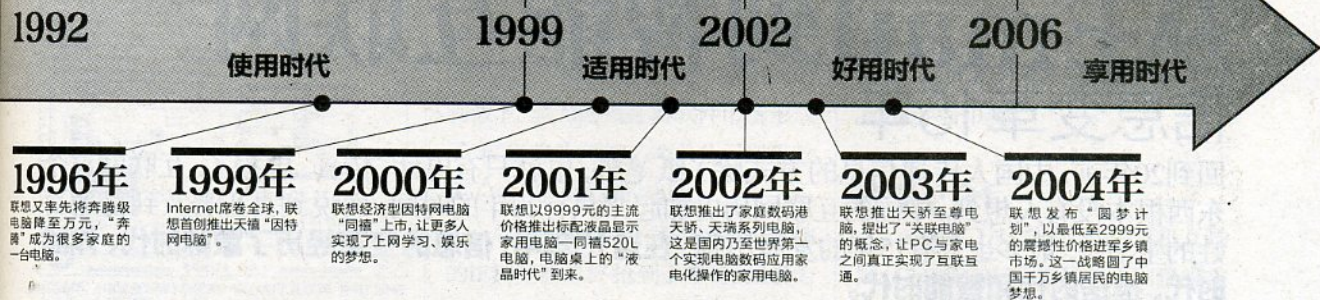 1992
1999
2002
2006
使用时代
适用时代
好用时代
享用时代
1996年
联想又率先将奔腾级
电脑降至万元，“奔
腾”成为很多家庭的
一台电脑。
1999年
Internet席卷全球，联
想首创推出天禧“因特
网电脑”。
2000年
联想经济型因特网电脑
“同禧”上市，让更多人
实现了上网学习、娱乐
的梦想。
2001年
联想以9999元的主流
价格推出标配液晶显示
家用电脑—同禧520L
电脑，电脑桌上的“液
晶时代”到来。
2002年
联想推出了家庭数码港
天骄、天瑞系列电脑，
这是国内乃至世界第一
个实现电脑数码应用家
电化操作的家用电脑。
2003年
联想推出天骄至尊电
脑，提出了“关联电脑”
的概念，让PC与家电
之间真正实现了互联互
通。
2004年
联想发布“圆梦计
划”，以最低至2999元
的震撼性价格进军乡镇
市场。这一战略圆了中
国千万乡镇居民的电脑
梦想。